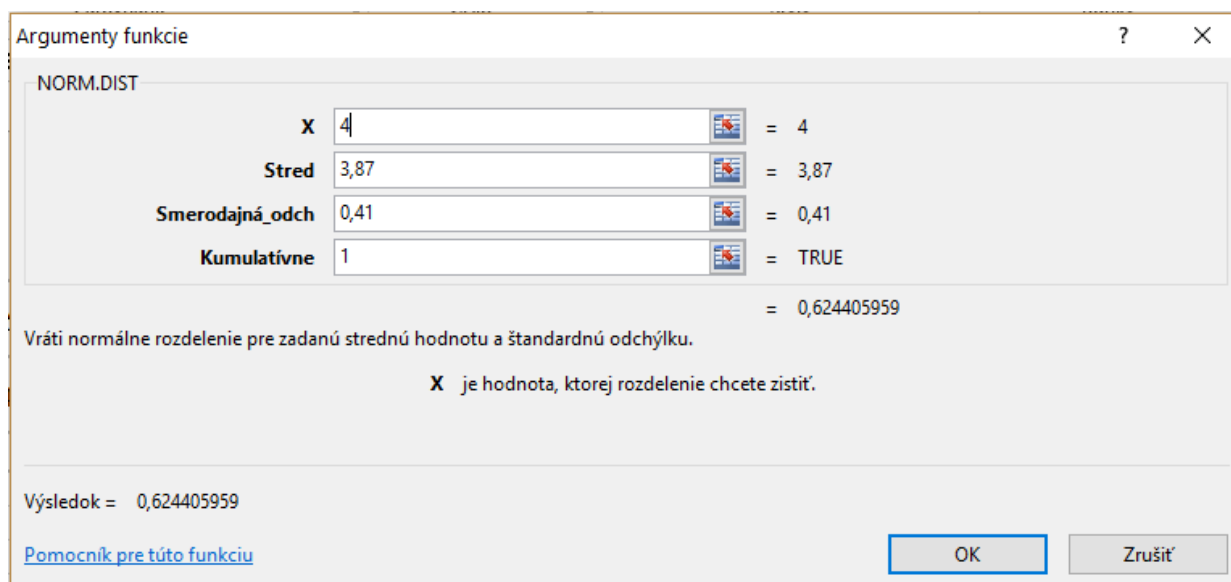 Argumenty funkcie ? ×
NORM.DIST
X 4 = 4
Stred 3,87 = 3,87
Smerodajná_odch 0,41 = 0,41
Kumulatívne 1 = TRUE
= 0,624405959
Vráti normálne rozdelenie pre zadanú strednú hodnotu a štandardnú odchýlku.
X je hodnota, ktorej rozdelenie chcete zistiť.
Výsledok = 0,624405959
Pomocník pre túto funkciu OK Zrušiť